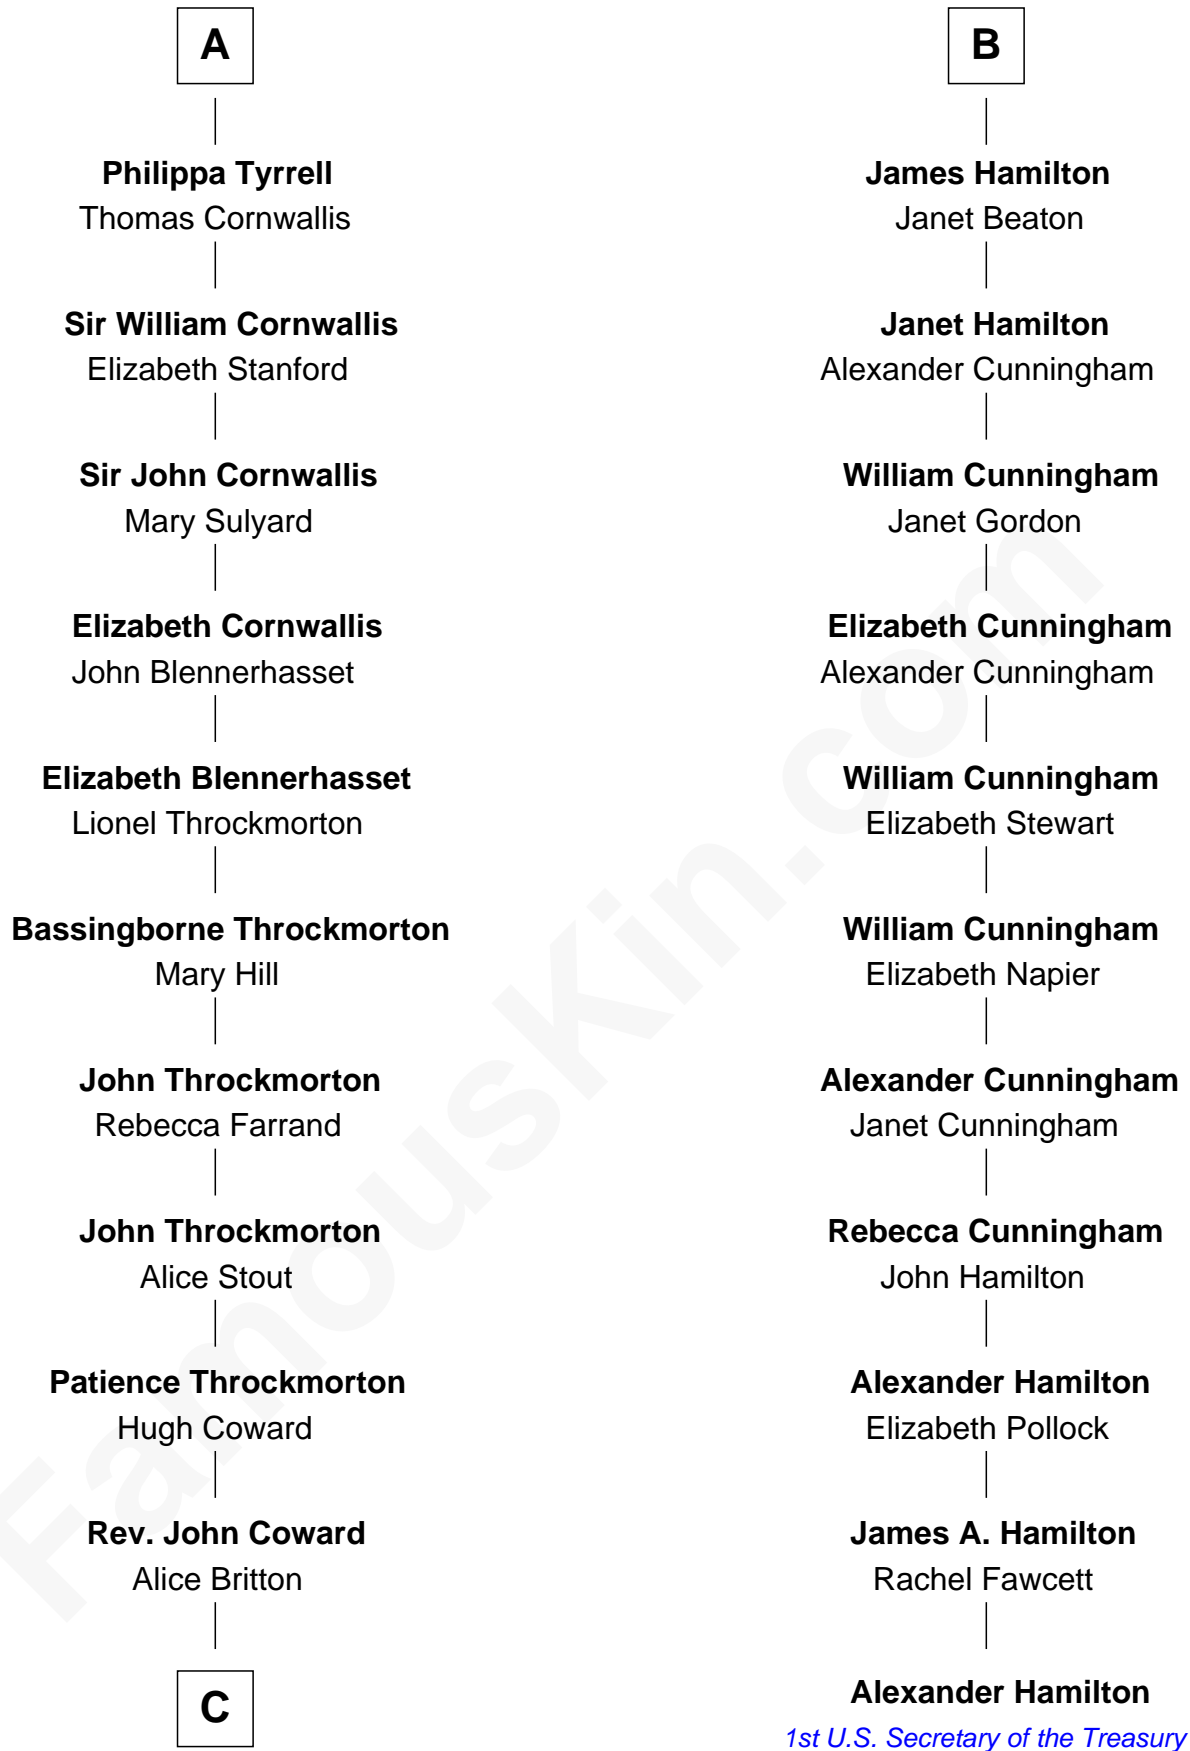 A
Philippa Tyrrell
Thomas Cornwallis
Sir William Cornwallis
Elizabeth Stanford
Sir John Cornwallis
Mary Sulyard
Elizabeth Cornwallis
John Blennerhasset
Elizabeth Blennerhasset
Lionel Throckmorton
Bassingborne Throckmorton
Mary Hill
John Throckmorton
Rebecca Farrand
John Throckmorton
Alice Stout
Patience Throckmorton
Hugh Coward
Rev. John Coward
Alice Britton
C
B
James Hamilton
Janet Beaton
Janet Hamilton
Alexander Cunningham
William Cunningham
Janet Gordon
Elizabeth Cunningham
Alexander Cunningham
William Cunningham
Elizabeth Stewart
William Cunningham
Elizabeth Napier
Alexander Cunningham
Janet Cunningham
Rebecca Cunningham
John Hamilton
Alexander Hamilton
Elizabeth Pollock
James A. Hamilton
Rachel Fawcett
Alexander Hamilton
1st U.S. Secretary of the Treasury
FamousKin.com